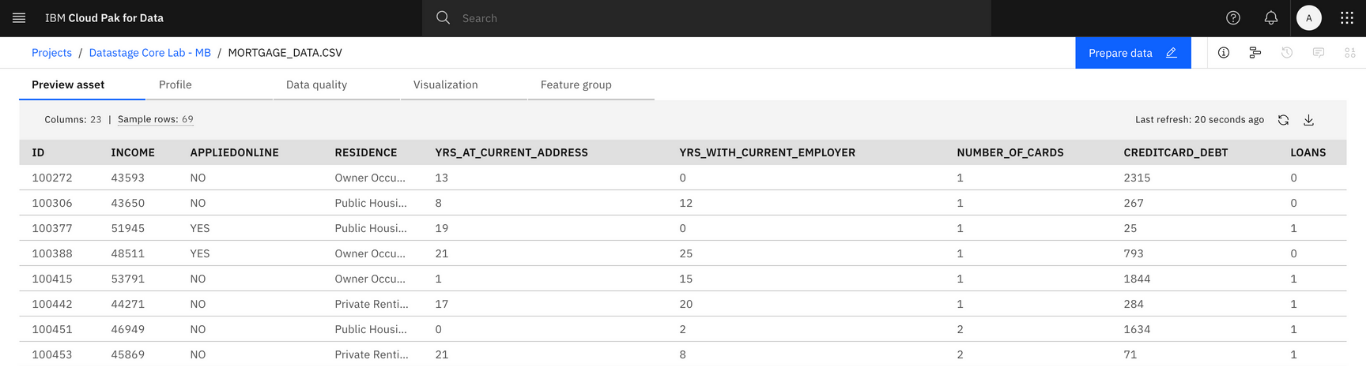 IBM Cloud Pak for Data Search A
Projects / Datastage Core Lab - MB / MORTGAGE_DATA.CSV Prepare data
Preview asset Profile Data quality Visualization Feature group
Columns: 23 | Sample rows: 69 Last refresh: 20 seconds ago
ID INCOME APPLIEDONLINE RESIDENCE YRS_AT_CURRENT_ADDRESS YRS_WITH_CURRENT_EMPLOYER NUMBER_OF_CARDS CREDITCARD_DEBT LOANS
100272 43593 NO Owner Occu... 13 0 1 2315 0
100306 43650 NO Public Housi... 8 12 1 267 0
100377 51945 YES Public Housi... 19 0 1 25 1
100388 48511 YES Owner Occu... 21 25 1 793 0
100415 53791 NO Owner Occu... 1 15 1 1844 1
100442 44271 NO Private Renti... 17 20 1 284 1
100451 46949 NO Public Housi... 0 2 2 1634 1
100453 45869 NO Private Renti... 21 8 2 71 1